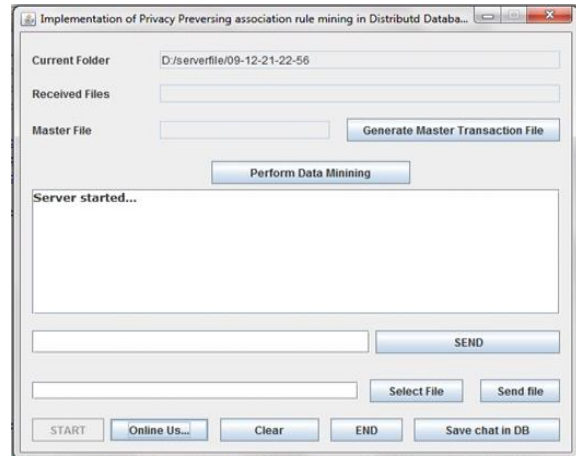 Implementation of Privacy Preversing association rule mining in Distributd Databa...
Current Folder D:/serverfile/09-12-21-22-56
Received Files
Master File Generate Master Transaction File
Perform Data Minining
Server started...
SEND
Select File Send file
START Online Us... Clear END Save chat in DB